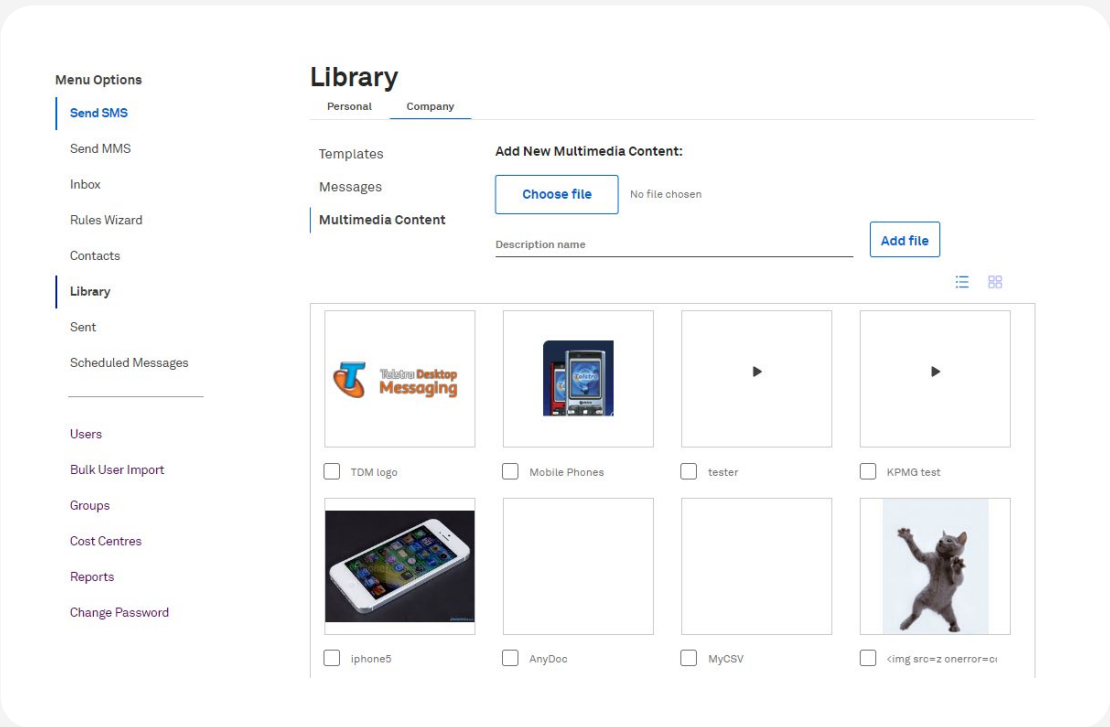 Menu Options
Send SMS
Send MMS
Inbox
Rules Wizard
Contacts
Library
Sent
Scheduled Messages
Users
Bulk User Import
Groups
Cost Centres
Reports
Change Password
Library
Personal Company
Templates
Messages
Multimedia Content
Add New Multimedia Content:
Choose file No file chosen
Description name
Add file
T Telstra Desktop
Messaging
TDM logo
Mobile Phones
tester
KPMG test
iphone5
AnyDoc
MyCSV
<img src=z onerror=co